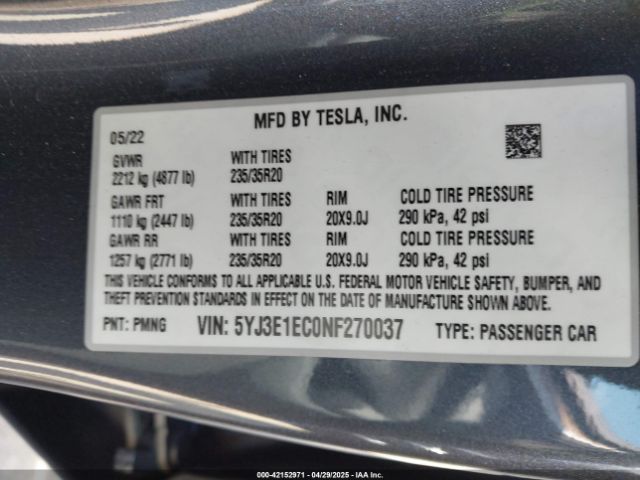 MFD BY TESLA, INC.
05/22
GVWR WITH TIRES
2212 kg (4877 lb) 235/35R20
GAWR FRT WITH TIRES RIM COLD TIRE PRESSURE
1110 kg (2447 lb) 235/35R20 20X9.0J 290 kPa, 42 psi
GAWR RR WITH TIRES RIM COLD TIRE PRESSURE
1257 kg (2771 lb) 235/35R20 20X9.0J 290 kPa, 42 psi
THIS VEHICLE CONFORMS TO ALL APPLICABLE U.S. FEDERAL MOTOR VEHICLE SAFETY, BUMPER, AND
THEFT PREVENTION STANDARDS IN EFFECT ON THE DATE OF MANUFACTURE SHOWN ABOVE.
PNT: PMNG VIN: 5YJ3E1EC0NF270037 TYPE: PASSENGER CAR
000-42152971 | 04/29/2025 | IAA Inc.